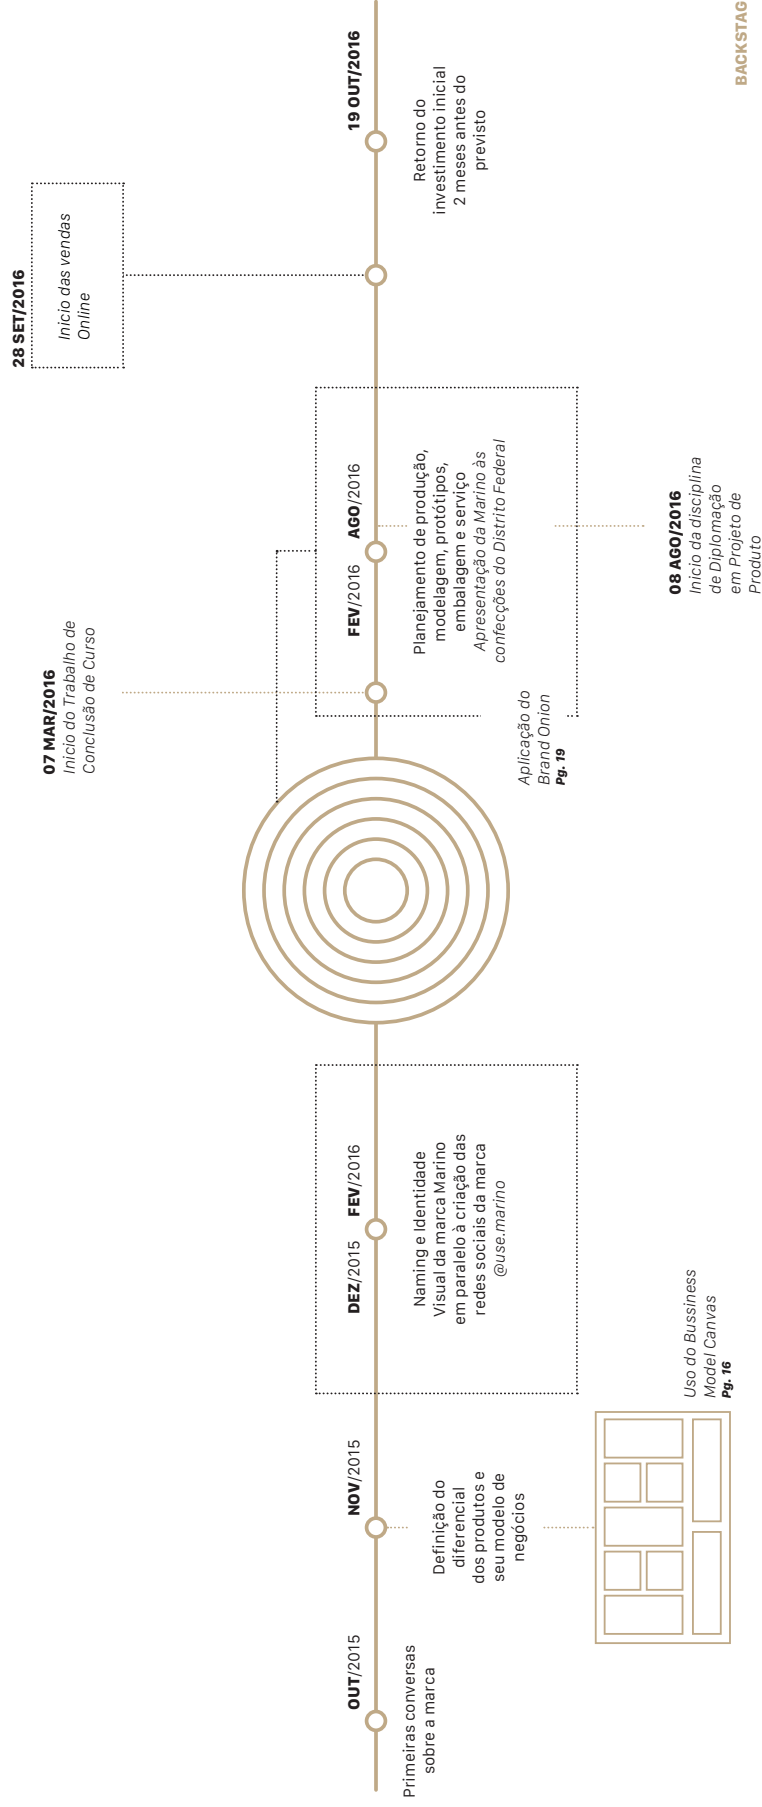 OUT/2015
Primeiras conversas
sobre a marca
NOV/2015
Definição do
diferencial
dos produtos e
seu modelo de
negócios
Uso do Bussiness
Model Canvas
Pg. 16
DEZ/2015 FEV/2016
Naming e Identidade
Visual da marca Marino
em paralelo à criação das
redes sociais da marca
@use.marino
Aplicação do
Brand Onion
Pg. 19
07 MAR/2016
Inicio do Trabalho de
Conclusão de Curso
FEV/2016 AGO/2016
Planejamento de produção,
modelagem, protótipos,
embalagem e serviço
Apresentação da Marino às
confecções do Distrito Federal
08 AGO/2016
Inicio da disciplina
de Diplomação
em Projeto de
Produto
28 SET/2016
Inicio das vendas
Online
19 OUT/2016
Retorno do
investimento inicial
2 meses antes do
previsto
BACKSTAG